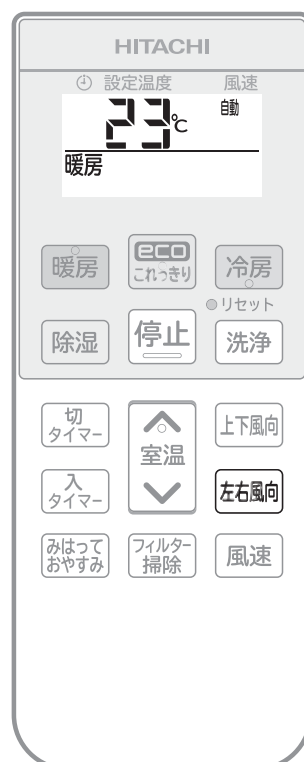 HITACHI
設定温度 風速
23℃ 自動
暖房
暖房 eco これっきり 冷房
リセット
除湿 停止 洗浄
切タイマー 室温 上下風向
入タイマー 左右風向
みはっておやすみ フィルター掃除 風速